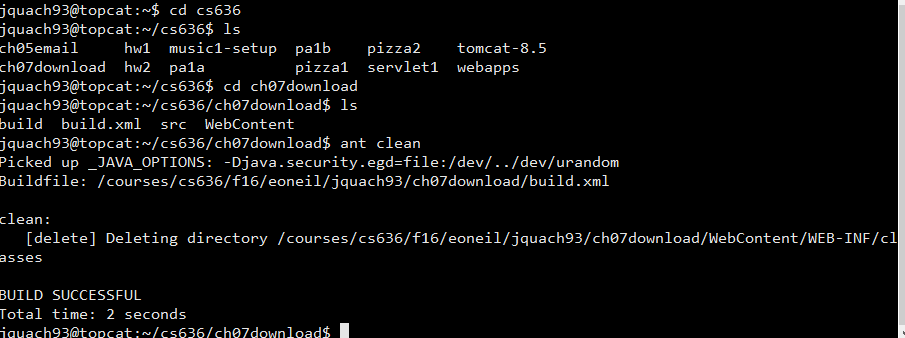 jquach93@topcat:~$ cd cs636
jquach93@topcat:~/cs636$ ls
ch05email     hw1  music1-setup  pa1b    pizza2    tomcat-8.5
ch07download  hw2  pa1a          pizza1  servlet1  webapps
jquach93@topcat:~/cs636$ cd ch07download
jquach93@topcat:~/cs636/ch07download$ ls
build  build.xml  src  WebContent
jquach93@topcat:~/cs636/ch07download$ ant clean
Picked up _JAVA_OPTIONS: -Djava.security.egd=file:/dev/../dev/urandom
Buildfile: /courses/cs636/f16/eoneil/jquach93/ch07download/build.xml
clean:
   [delete] Deleting directory /courses/cs636/f16/eoneil/jquach93/ch07download/WebContent/WEB-INF/cl
asses
BUILD SUCCESSFUL
Total time: 2 seconds
jquach93@topcat:~/cs636/ch07download$